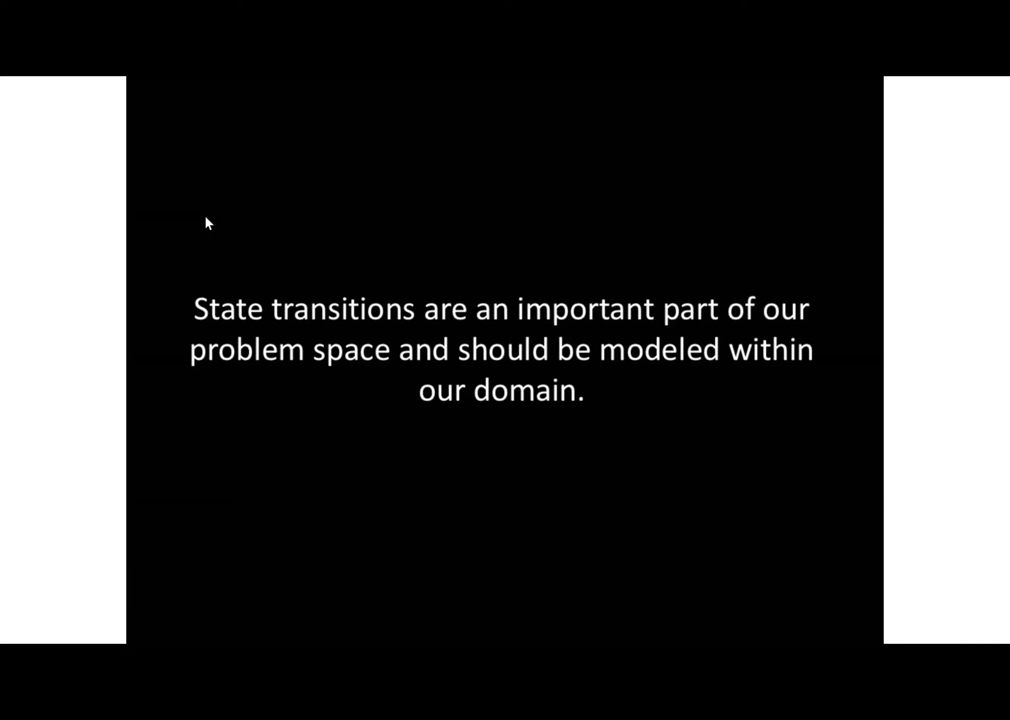 State transitions are an important part of our
problem space and should be modeled within
our domain.